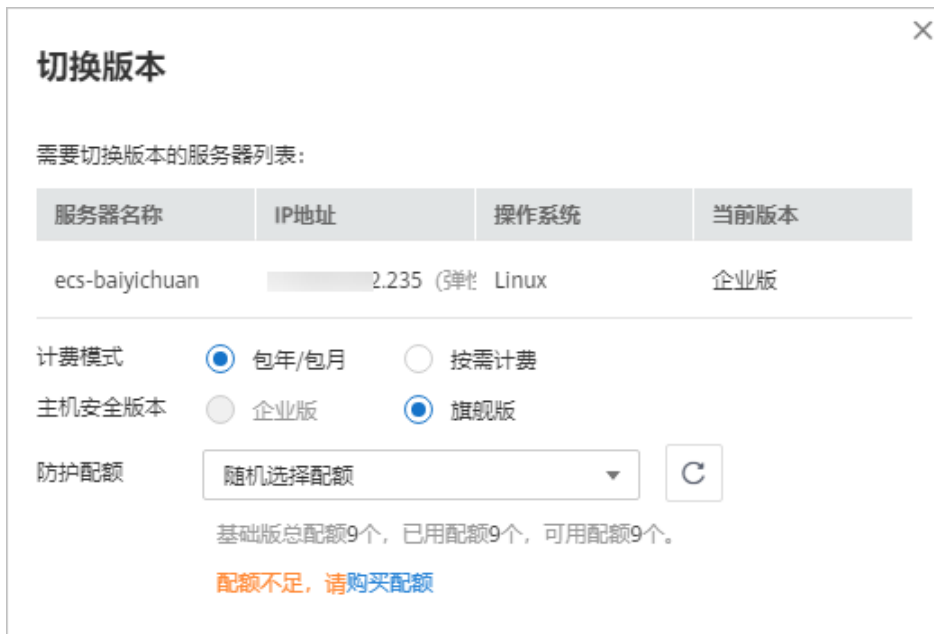 切换版本
需要切换版本的服务器列表:
服务器名称 IP地址 操作系统 当前版本
ecs-baiyichuan 2.235 (弹性 Linux 企业版
计费模式 包年/包月 按需计费
主机安全版本 企业版 旗舰版
防护配额 随机选择配额
基础版总配额9个，已用配额9个，可用配额9个。
配额不足，请购买配额